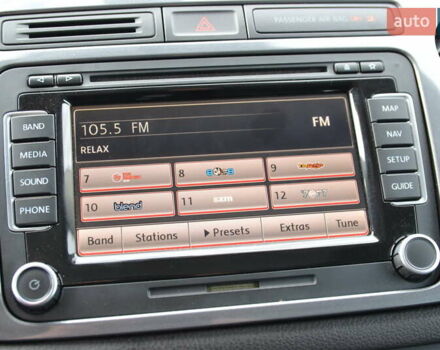 PASSENGER AIR BAG
auto
BAND
MEDIA
SOUND
PHONE
105.5 FM
FM
RELAX
7
8
9
10 blend
11
12
Band
Stations
Presets
Extras
Tune
MAP
NAV
SETUP
GUIDE